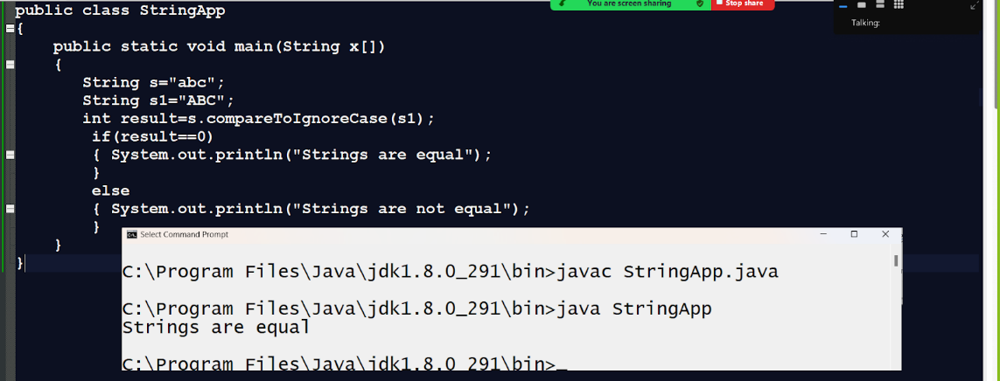 public class StringApp
{
public static void main(String x[])
{
String s="abc";
String s1="ABC";
int result=s.compareToIgnoreCase(s1);
if(result==0)
{ System.out.println("Strings are equal");
}
else
{ System.out.println("Strings are not equal");
}
}
}
You are screen sharing
Stop share
Talking:
Select Command Prompt
C:\Program Files\Java\jdk1.8.0_291\bin>javac StringApp.java
C:\Program Files\Java\jdk1.8.0_291\bin>java StringApp
Strings are equal
C:\Program Files\Java\jdk1.8.0_291\bin>_